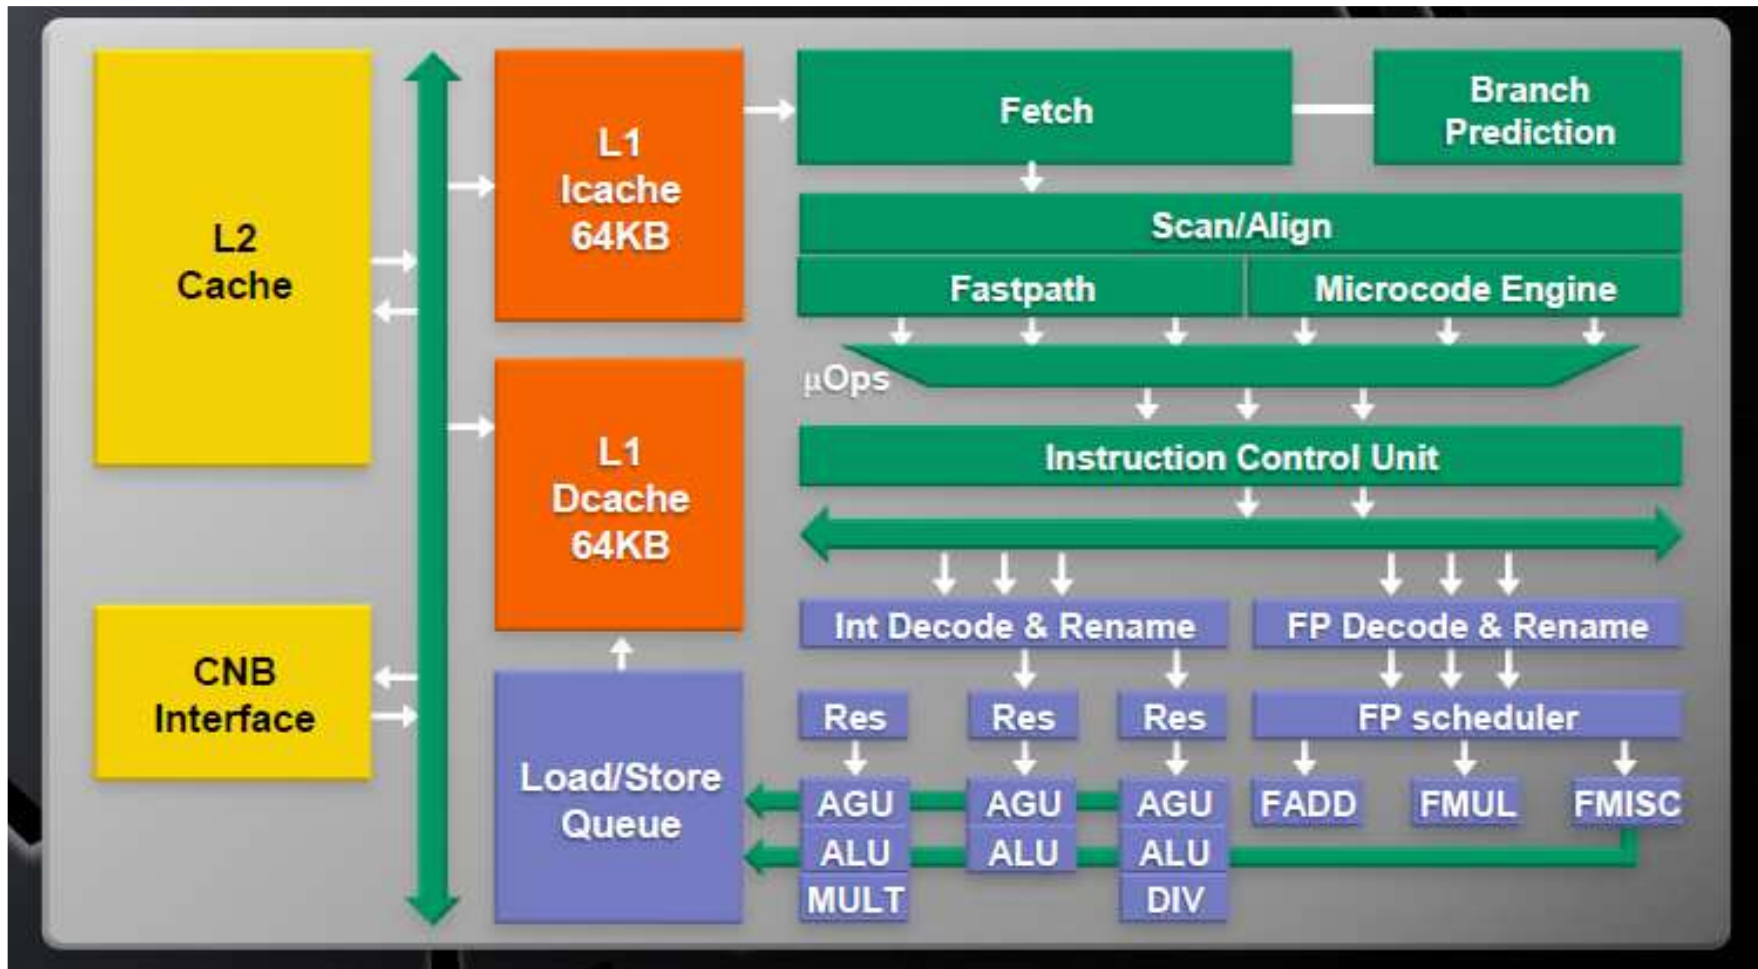 L2
Cache
CNB
Interface
L1
Icache
64KB
L1
Dcache
64KB
Load/Store
Queue
Fetch
Branch
Prediction
Scan/Align
Fastpath
Microcode Engine
μOps
Instruction Control Unit
Int Decode & Rename
FP Decode & Rename
Res
Res
Res
FP scheduler
AGU
AGU
AGU
FADD
FMUL
FMISC
ALU
ALU
ALU
MULT
DIV